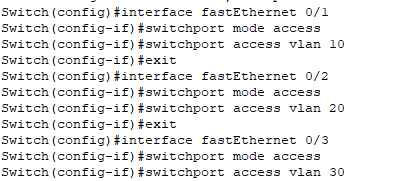 Switch(config)#interface fastEthernet 0/1
Switch(config-if)#switchport mode access
Switch(config-if)#switchport access vlan 10
Switch(config-if)#exit
Switch(config)#interface fastEthernet 0/2
Switch(config-if)#switchport mode access
Switch(config-if)#switchport access vlan 20
Switch(config-if)#exit
Switch(config)#interface fastEthernet 0/3
Switch(config-if)#switchport mode access
Switch(config-if)#switchport access vlan 30